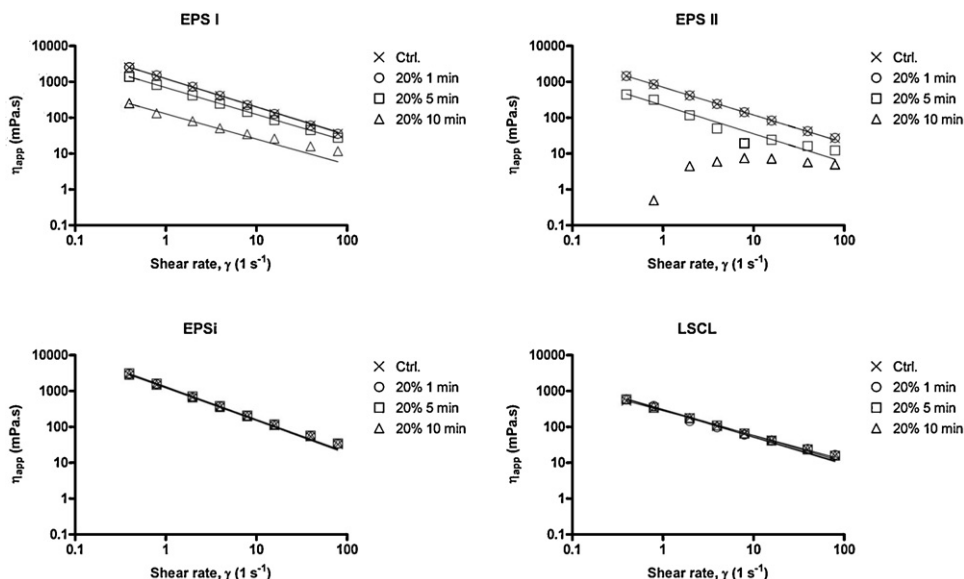 EPS I
10000
1000
100
10
1
0.1
0.1
1
10
100
ηapp (mPa.s)
Shear rate, γ (1 s-1)
Ctrl.
20% 1 min
20% 5 min
20% 10 min
EPS II
10000
1000
100
10
1
0.1
0.1
1
10
100
ηapp (mPa.s)
Shear rate, γ (1 s-1)
Ctrl.
20% 1 min
20% 5 min
20% 10 min
EPSi
10000
1000
100
10
1
0.1
0.1
1
10
100
ηapp (mPa.s)
Shear rate, γ (1 s-1)
Ctrl.
20% 1 min
20% 5 min
20% 10 min
LSCL
10000
1000
100
10
1
0.1
0.1
1
10
100
ηapp (mPa.s)
Shear rate, γ (1 s-1)
Ctrl.
20% 1 min
20% 5 min
20% 10 min